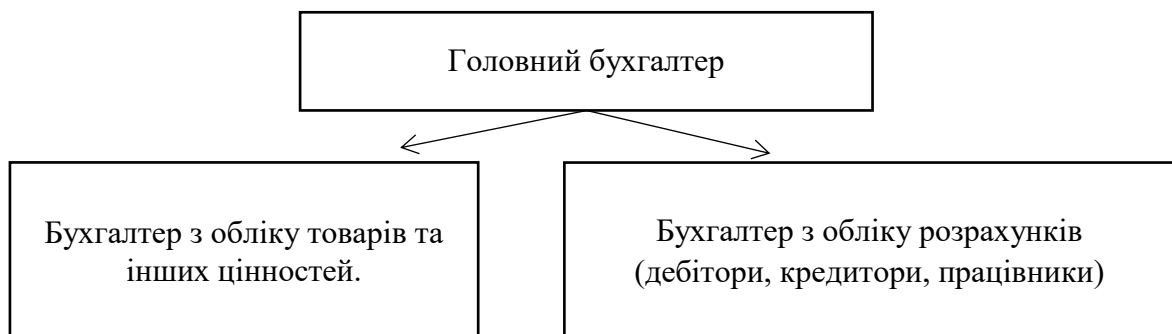 Головний бухгалтер
Бухгалтер з обліку товарів та
інших цінностей.
Бухгалтер з обліку розрахунків
(дебітори, кредитори, працівники)